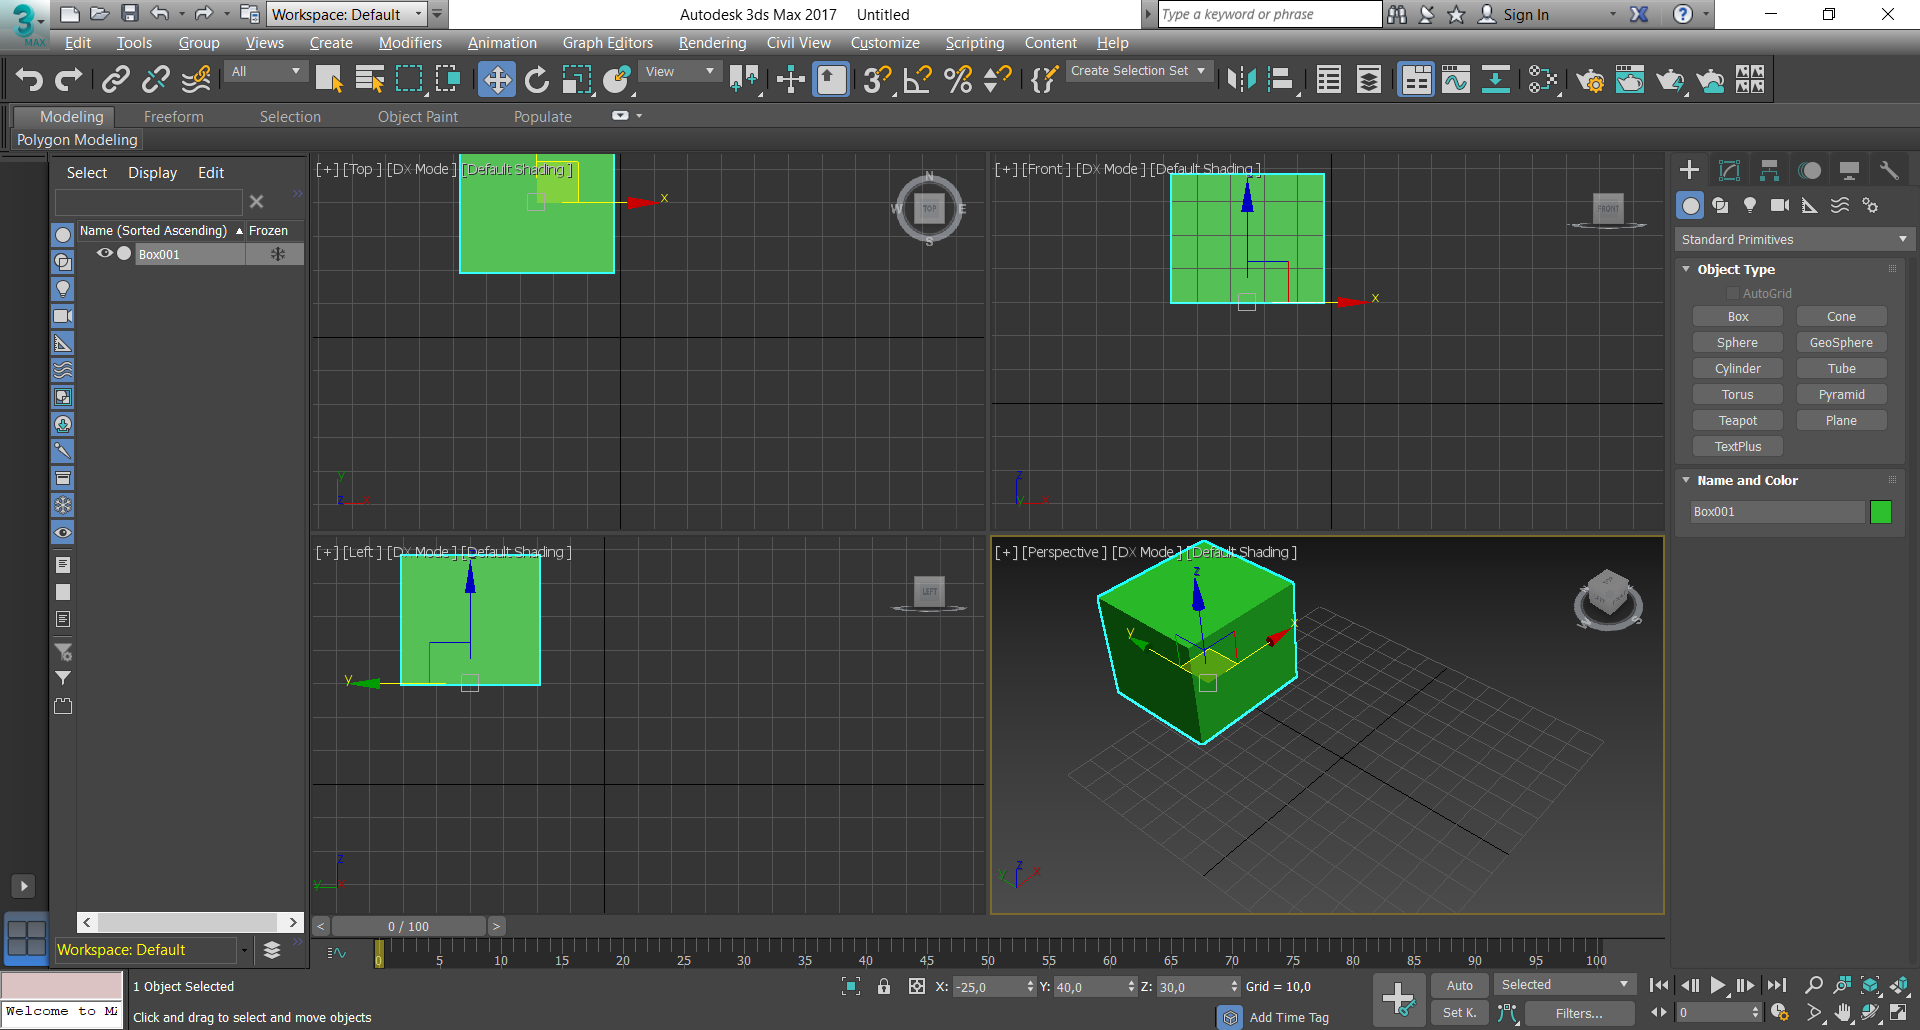 3
MAX
Workspace: Default
Autodesk 3ds Max 2017 Untitled
Type a keyword or phrase
Sign In
Edit Tools Group Views Create Modifiers Animation Graph Editors Rendering Civil View Customize Scripting Content Help
All
View
3
Create Selection Set
Modeling Freeform Selection Object Paint Populate
Polygon Modeling
Select Display Edit
Name (Sorted Ascending) Frozen
Box001
[+] [Top ] [DX Mode ] [Default Shading ]
x
N
W TOP E
S
y
z x
[+] [Front ] [DX Mode ] [Default Shading ]
x
FRONT
z
y x
[+] [Left ] [DX Mode ] [Default Shading ]
y
LEFT
z
y x
[+] [Perspective ] [DX Mode ] [Default Shading ]
z
y x
W S
z
y x
Standard Primitives
Object Type
AutoGrid
Box Cone
Sphere GeoSphere
Cylinder Tube
Torus Pyramid
Teapot Plane
TextPlus
Name and Color
Box001
< 0 / 100 >
Workspace: Default
0 5 10 15 20 25 30 35 40 45 50 55 60 65 70 75 80 85 90 95 100
1 Object Selected
X: -25,0 Y: 40,0 Z: 30,0 Grid = 10,0
Auto Selected
Welcome to MA
Click and drag to select and move objects
Add Time Tag
Set K. Filters...
0